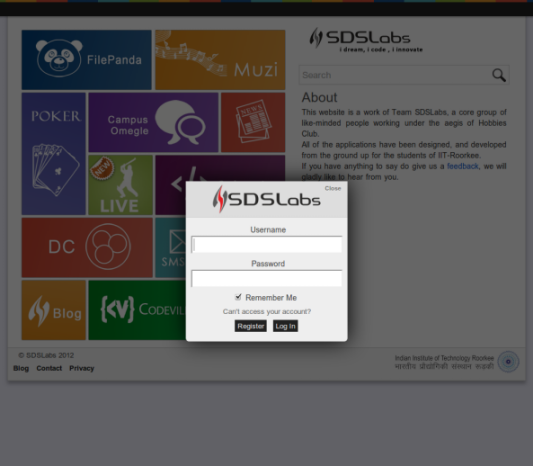 FilePanda
Muzi
SDSLabs
i dream, i code , i innovate
Search
POKER
Campus
Omegle
NEWS
About
This website is a work of Team SDSLabs, a core group of
like-minded people working under the aegis of Hobbies
Club.
All of the applications have been designed, and developed
from the ground up for the students of IIT-Roorkee.
If you have anything to say do give us a feedback, we will
gladly like to hear from you.
NEW
LIVE
</>
DC
SMS
Blog
{<v} CODEVIL
Close
SDSLabs
Username
Password
Remember Me
Can't access your account?
Register
Log In
© SDSLabs 2012
Blog Contact Privacy
Indian Institute of Technology Roorkee
भारतीय प्रौद्योगिकी संस्थान रूड़की